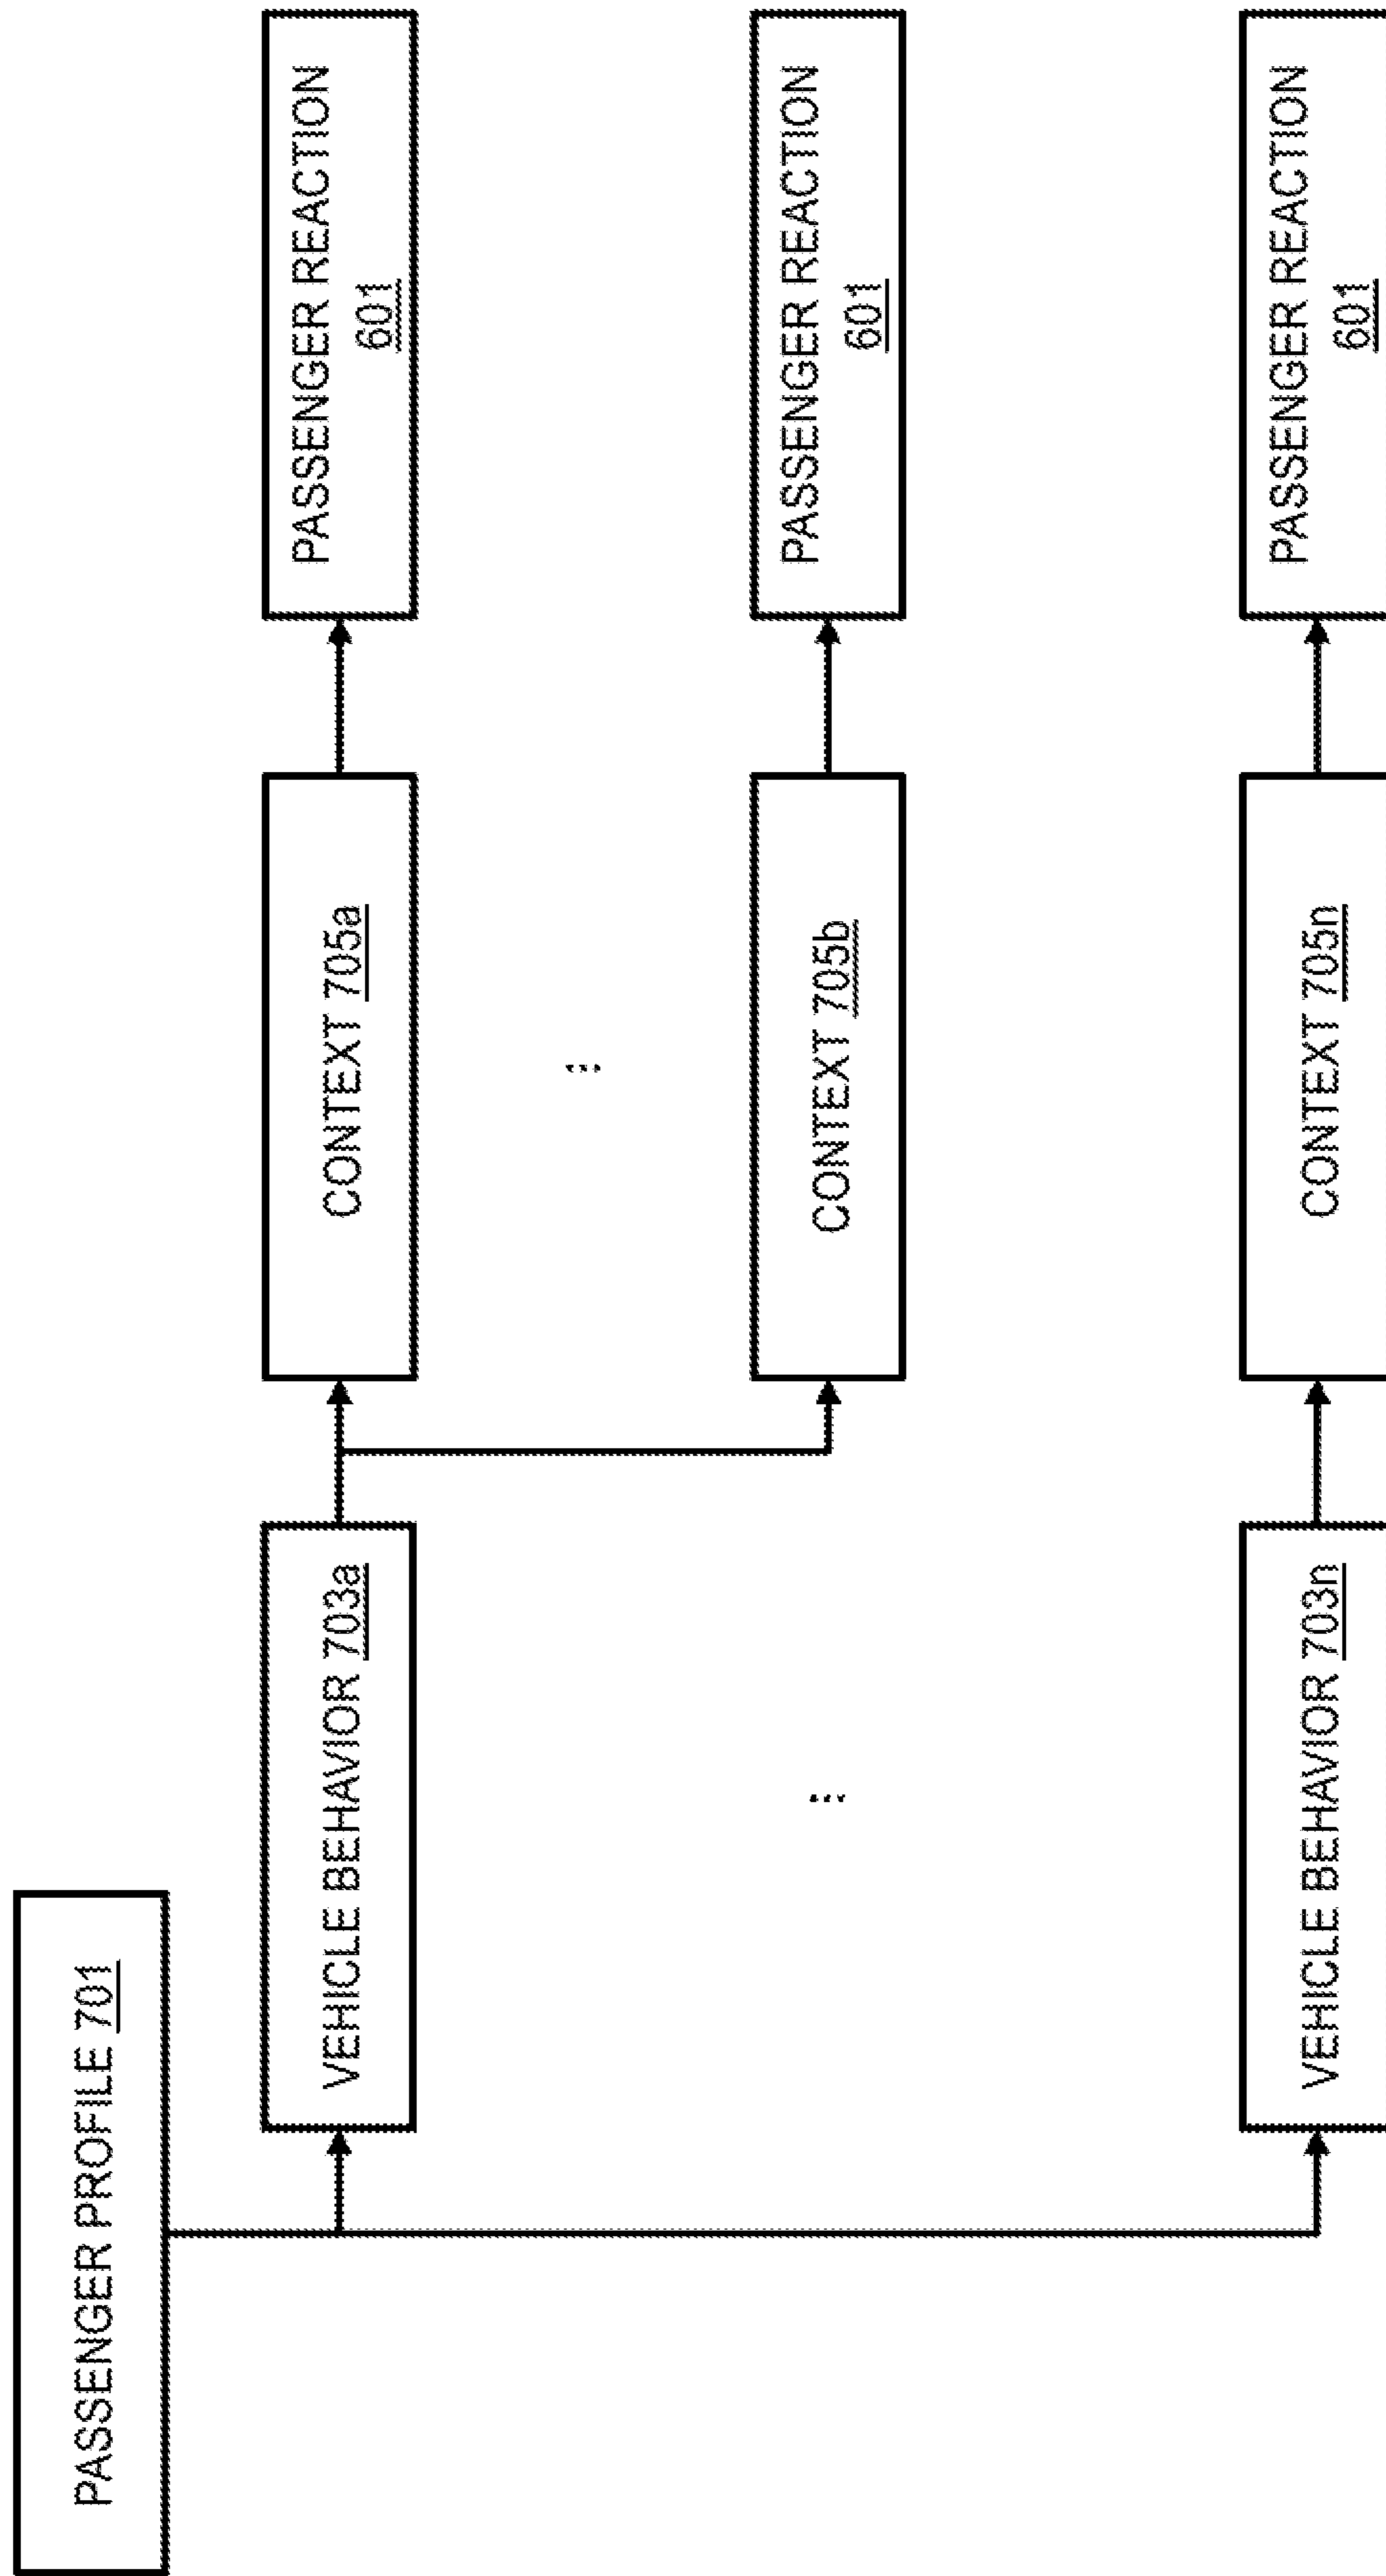 PASSENGER PROFILE 701
VEHICLE BEHAVIOR 703a
CONTEXT 705a
PASSENGER REACTION
601
...
...
CONTEXT 705b
PASSENGER REACTION
601
VEHICLE BEHAVIOR 703n
CONTEXT 705n
PASSENGER REACTION
601